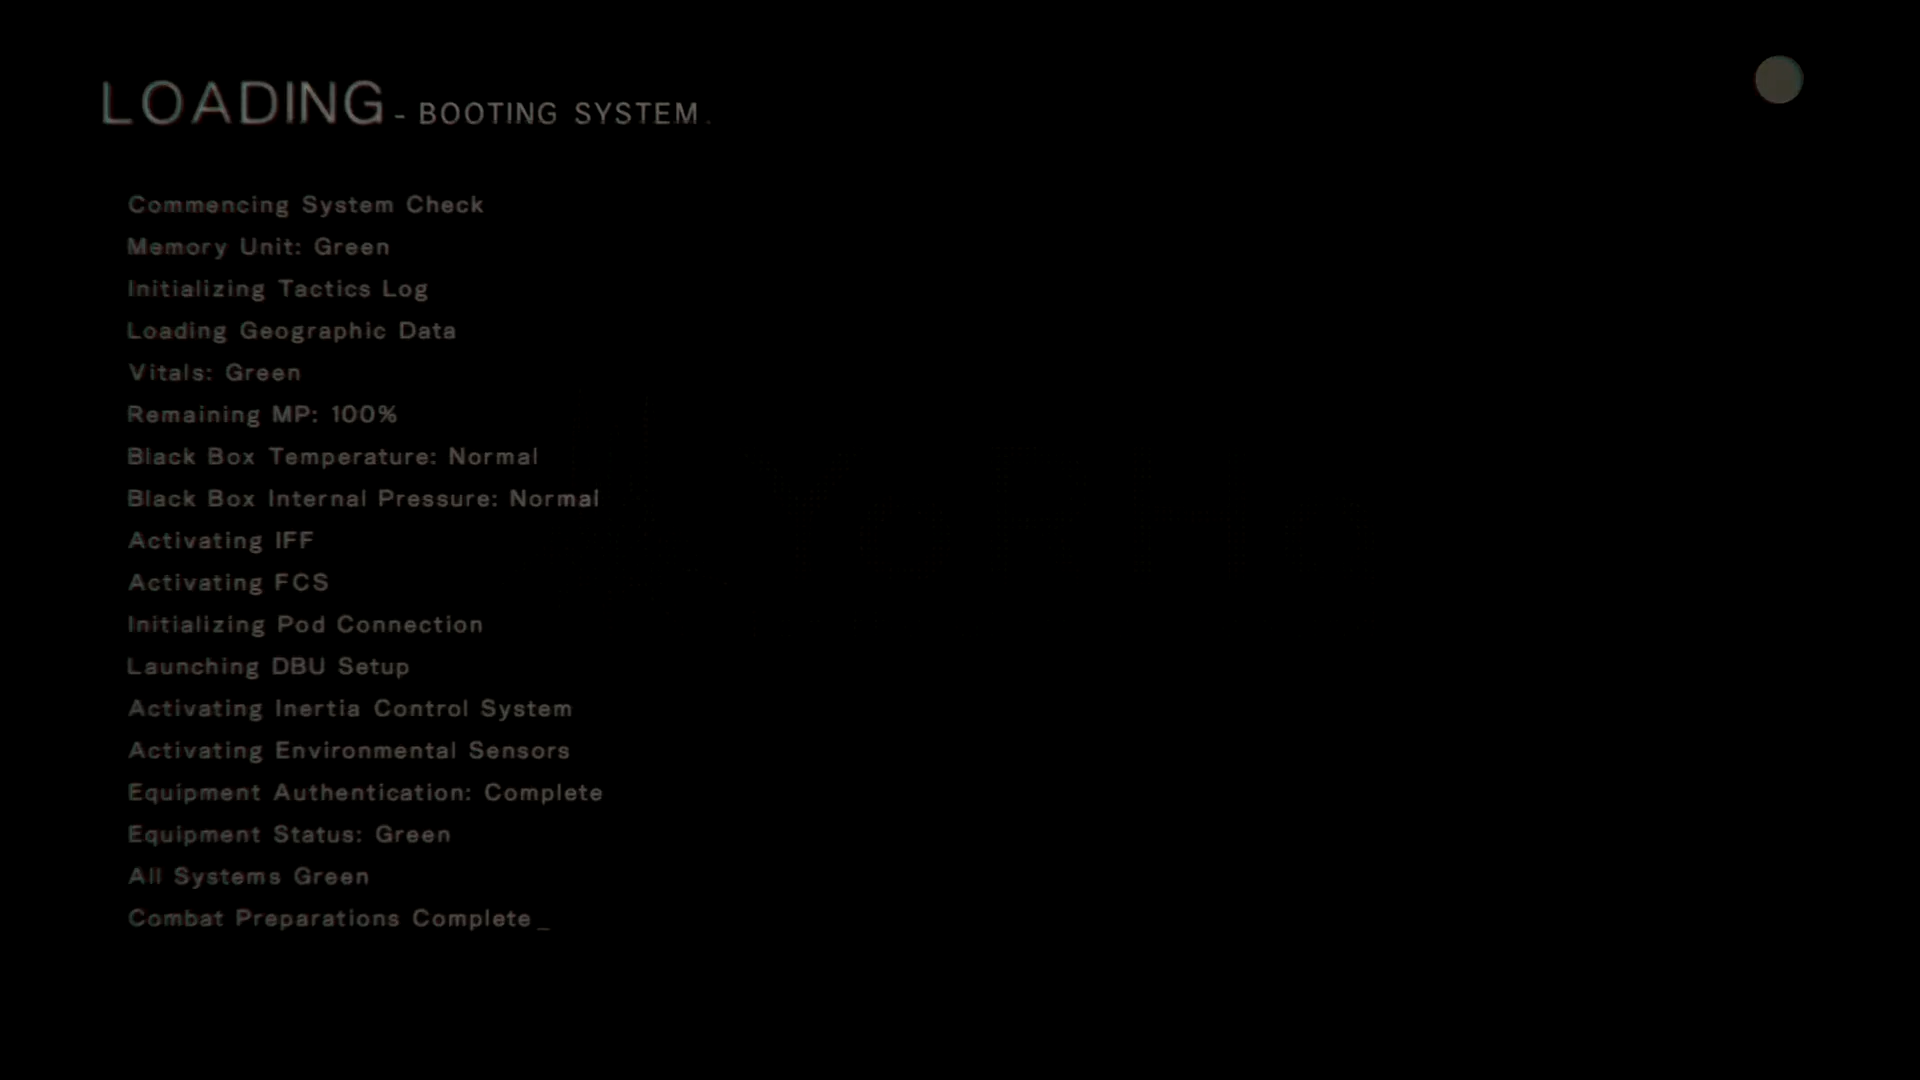 LOADING - BOOTING SYSTEM.
Commencing System Check
Memory Unit: Green
Initializing Tactics Log
Loading Geographic Data
Vitals: Green
Remaining MP: 100%
Black Box Temperature: Normal
Black Box Internal Pressure: Normal
Activating IFF
Activating FCS
Initializing Pod Connection
Launching DBU Setup
Activating Inertia Control System
Activating Environmental Sensors
Equipment Authentication: Complete
Equipment Status: Green
All Systems Green
Combat Preparations Complete_